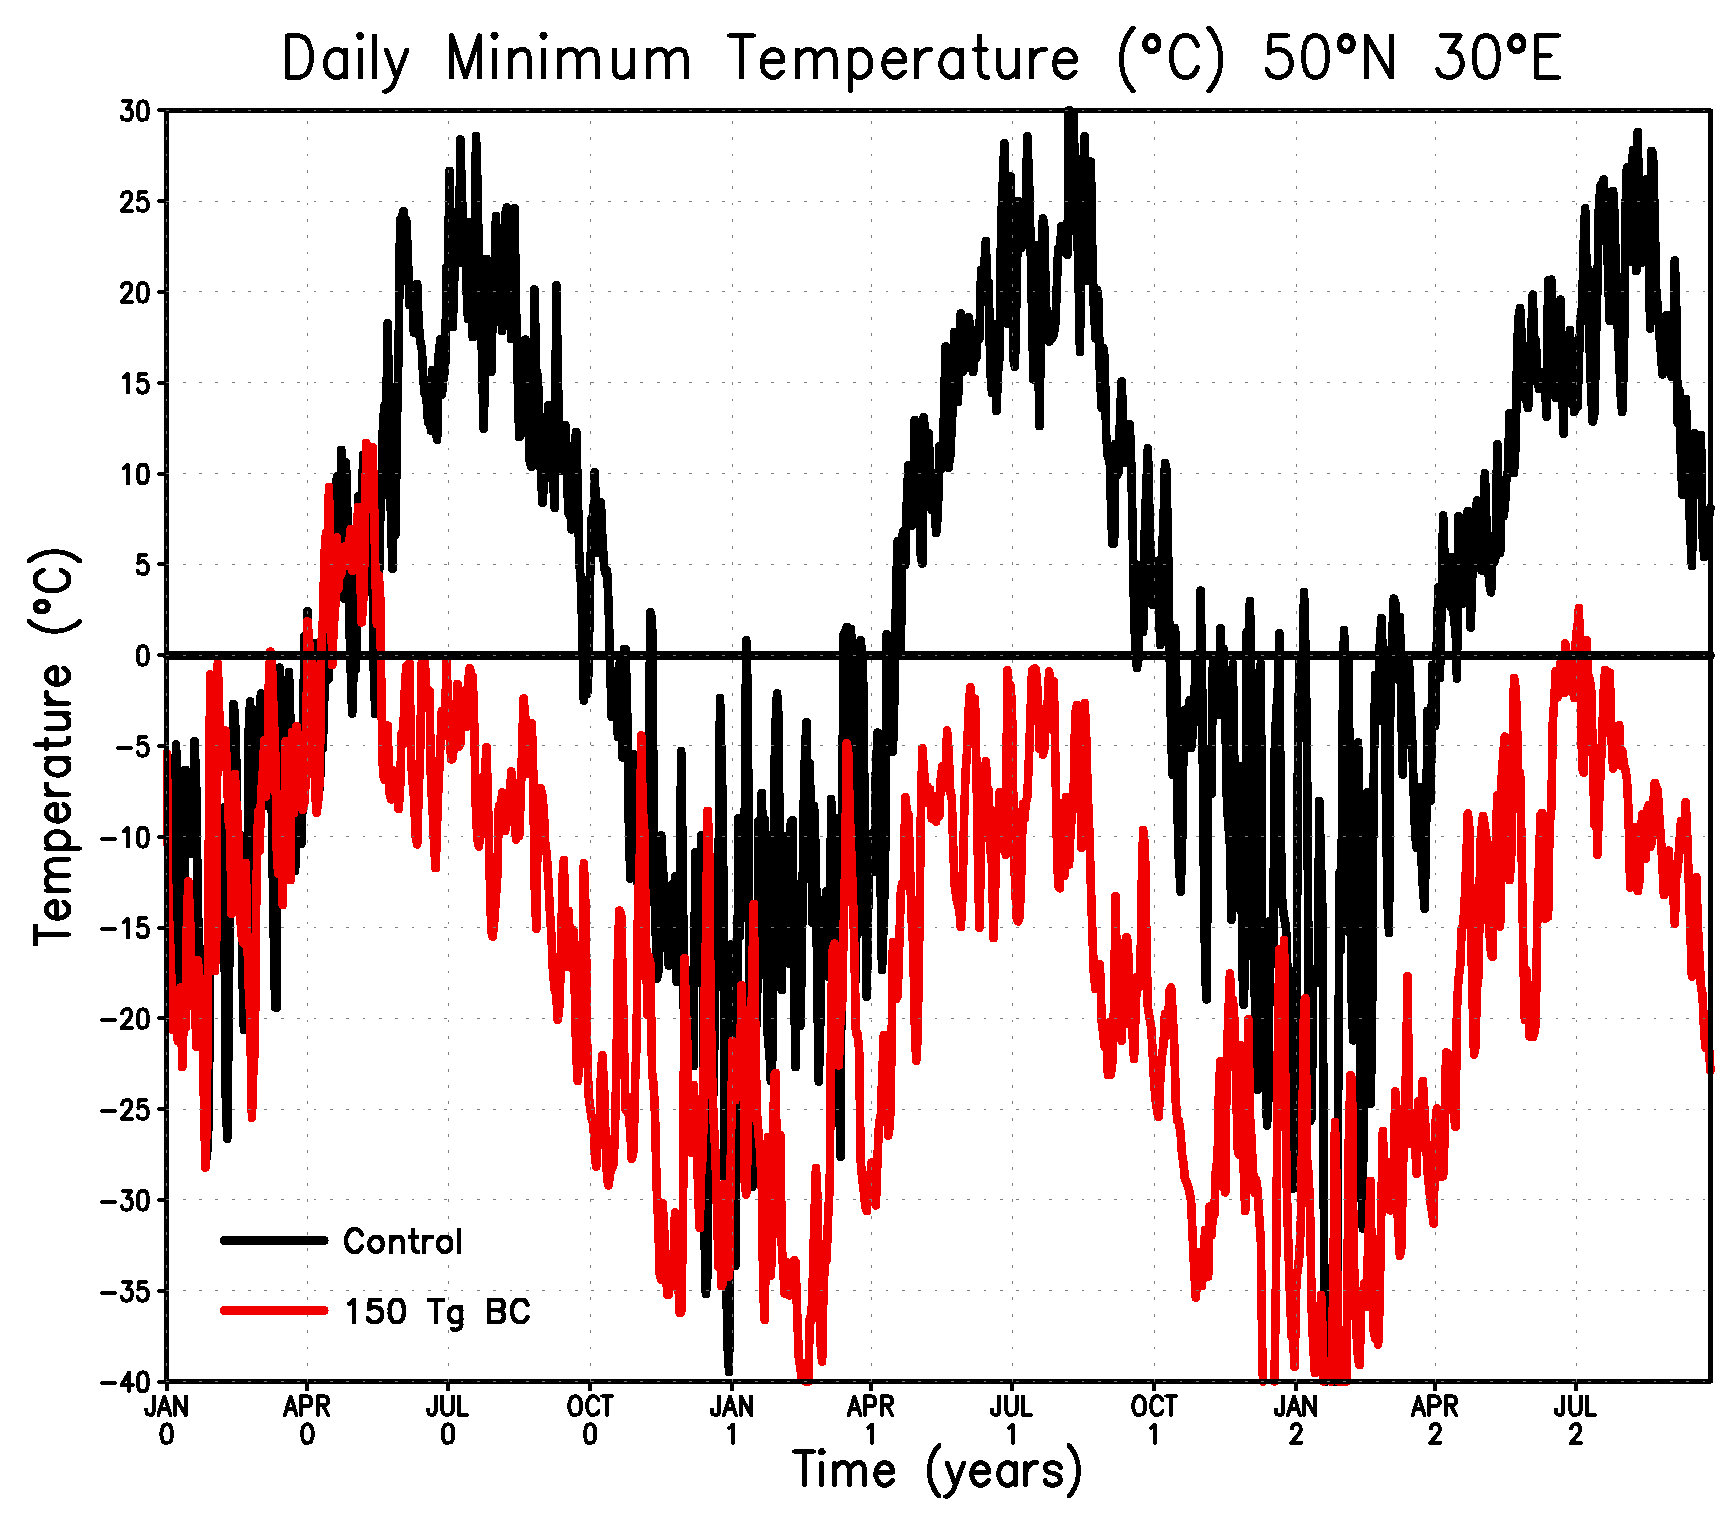 Daily Minimum Temperature (°C) 50°N 30°E
30
25
20
15
10
5
0
-5
-10
-15
-20
-25
-30
-35
-40
Temperature (°C)
Control
150 Tg BC
JAN APR JUL OCT JAN APR JUL OCT JAN APR JUL
0 0 0 0 1 1 1 1 2 2 2
Time (years)